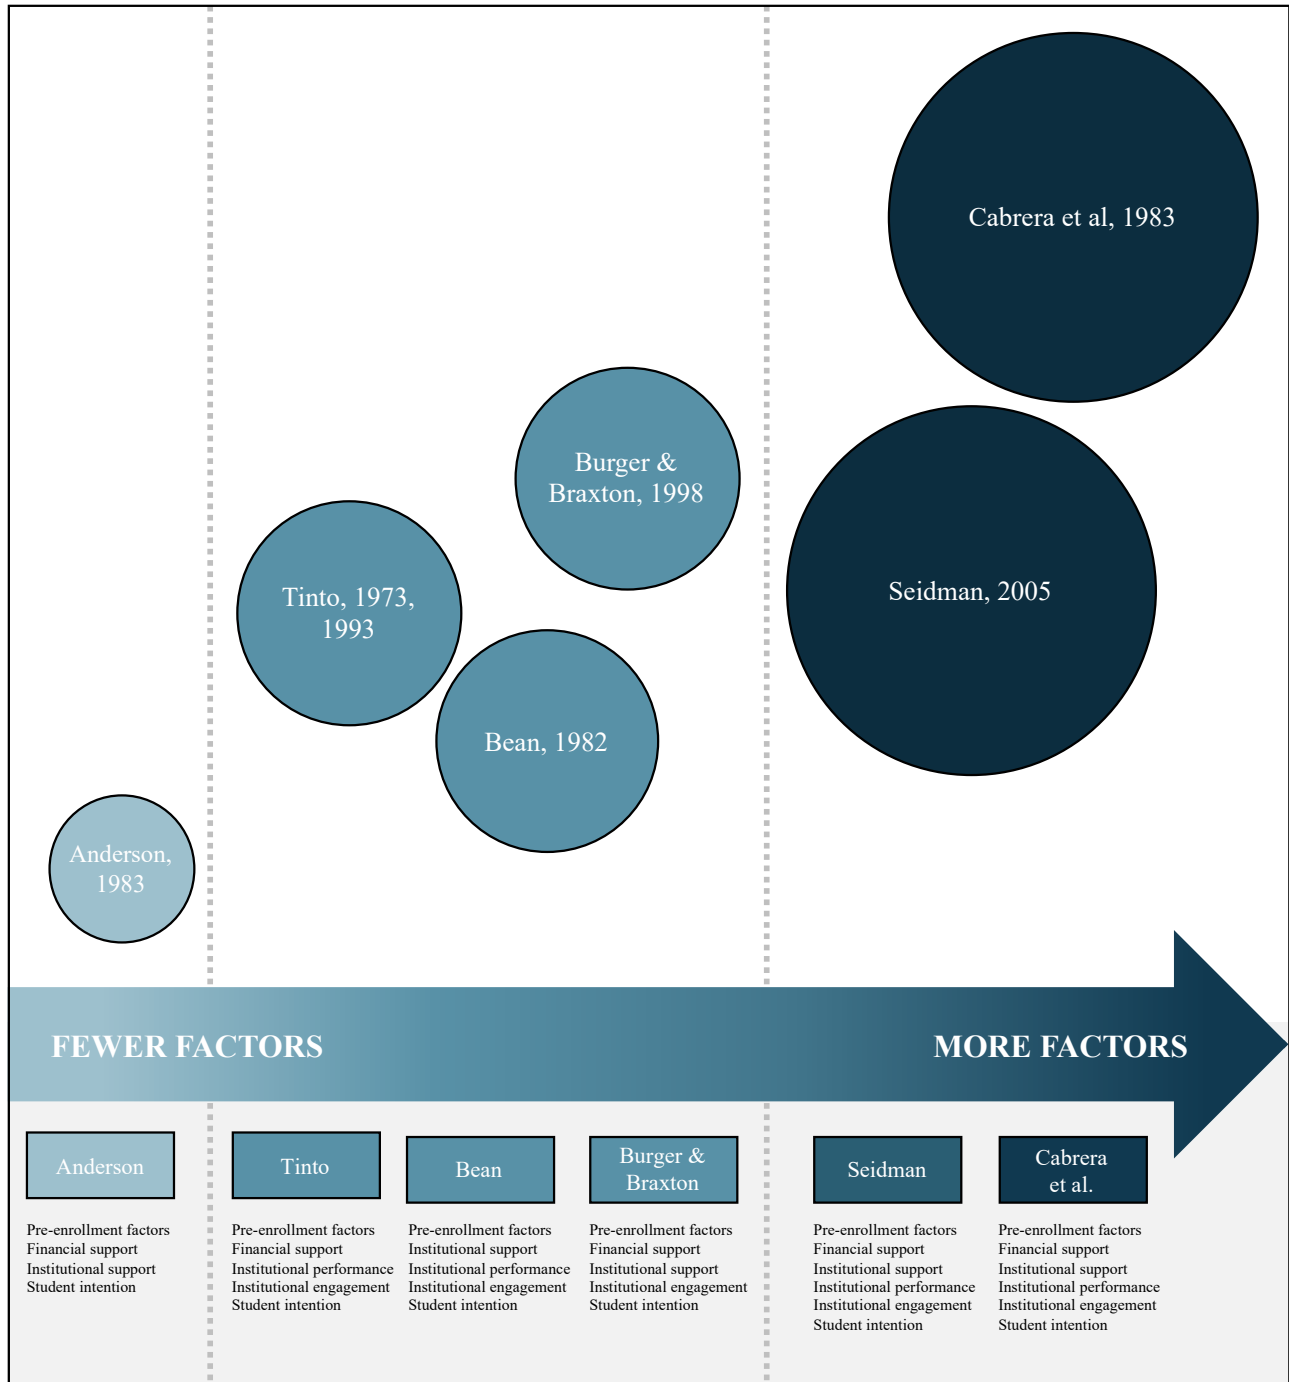 Cabrera et al, 1983
Burger &
Braxton, 1998
Tinto, 1973,
1993
Seidman, 2005
Bean, 1982
Anderson,
1983
FEWER FACTORS
MORE FACTORS
Anderson
Pre-enrollment factors
Financial support
Institutional support
Student intention
Tinto
Pre-enrollment factors
Financial support
Institutional performance
Institutional engagement
Student intention
Bean
Pre-enrollment factors
Institutional support
Institutional performance
Institutional engagement
Student intention
Burger &
Braxton
Pre-enrollment factors
Financial support
Institutional support
Institutional engagement
Student intention
Seidman
Pre-enrollment factors
Financial support
Institutional support
Institutional performance
Institutional engagement
Student intention
Cabrera
et al.
Pre-enrollment factors
Financial support
Institutional support
Institutional performance
Institutional engagement
Student intention